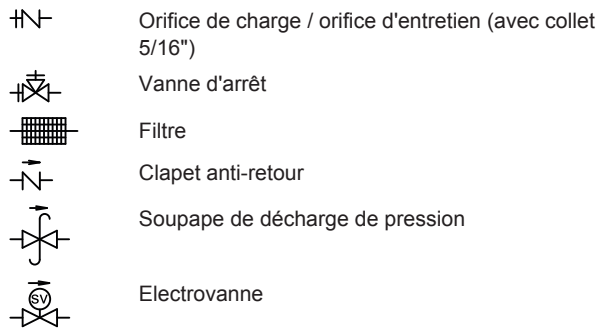 Orifice de charge / orifice d'entretien (avec collet
5/16")
Vanne d'arrêt
Filtre
Clapet anti-retour
Soupape de décharge de pression
SV
Electrovanne